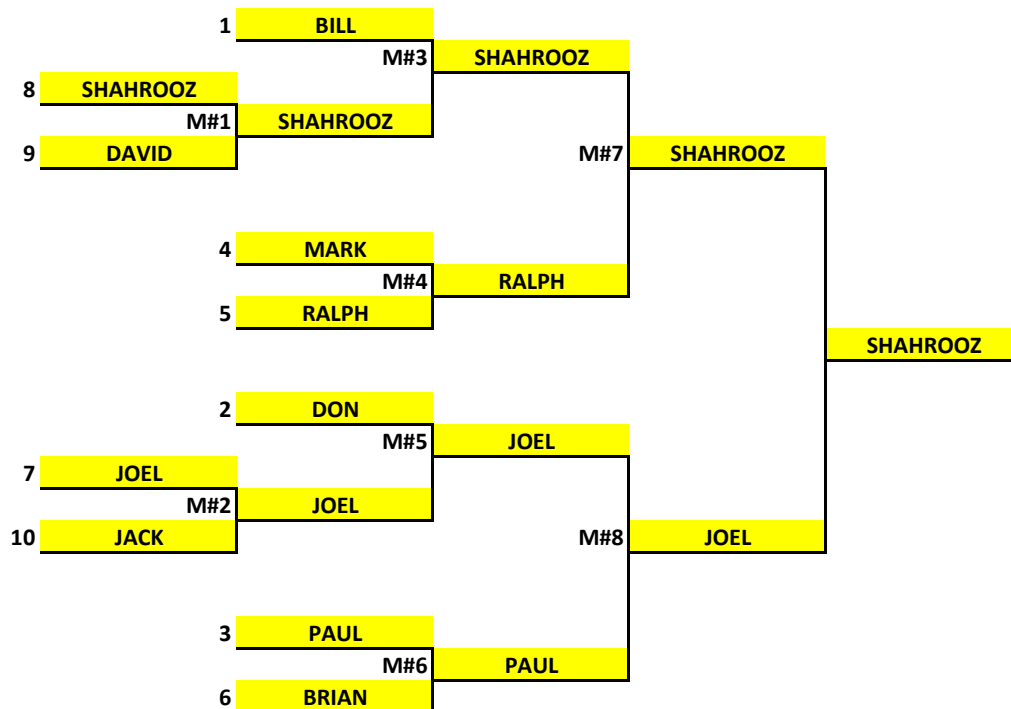 1 BILL
M#3 SHAHROOZ
8 SHAHROOZ
M#1 SHAHROOZ
9 DAVID
M#7 SHAHROOZ
4 MARK
M#4 RALPH
5 RALPH
SHAHROOZ
2 DON
M#5 JOEL
7 JOEL
M#2 JOEL
10 JACK
M#8 JOEL
3 PAUL
M#6 PAUL
6 BRIAN